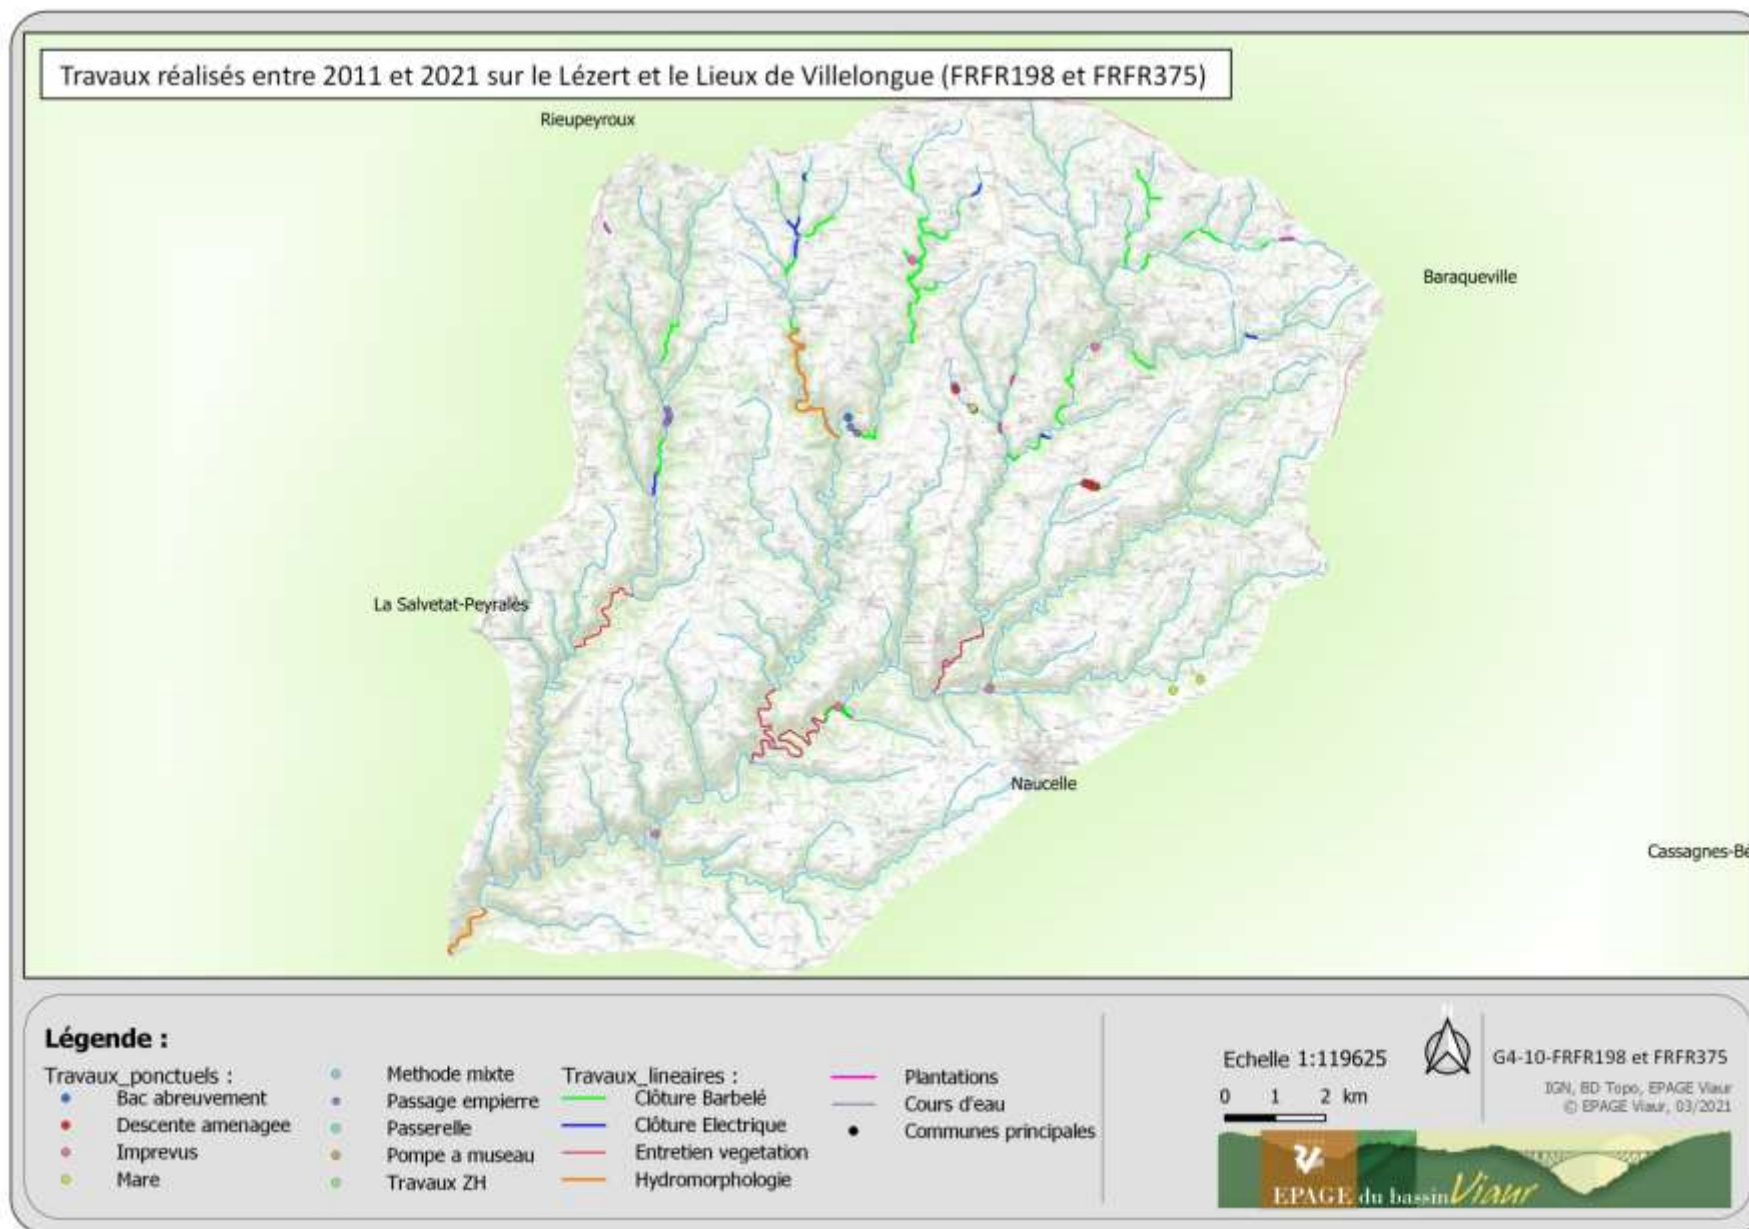 Travaux réalisés entre 2011 et 2021 sur le Lézert et le Lieux de Villelongue (FRFR198 et FRFR375)
Rieupeyroux
Baraqueville
La Salvetat-Peyralès
Naucelle
Cassagnes-Bé
Légende :
Travaux_ponctuels :
Bac abreuvement
Descente amenagee
Imprevus
Mare
Methode mixte
Passage empierre
Passerelle
Pompe a museau
Travaux ZH
Travaux_lineaires :
Clôture Barbelé
Clôture Electrique
Entretien vegetation
Hydromorphologie
Plantations
Cours d'eau
Communes principales
Echelle 1:119625
0 1 2 km
G4-10-FRFR198 et FRFR375
IGN, BD Topo, EPAGE Viaur
© EPAGE Viaur, 03/2021
EPAGE du bassin Viaur